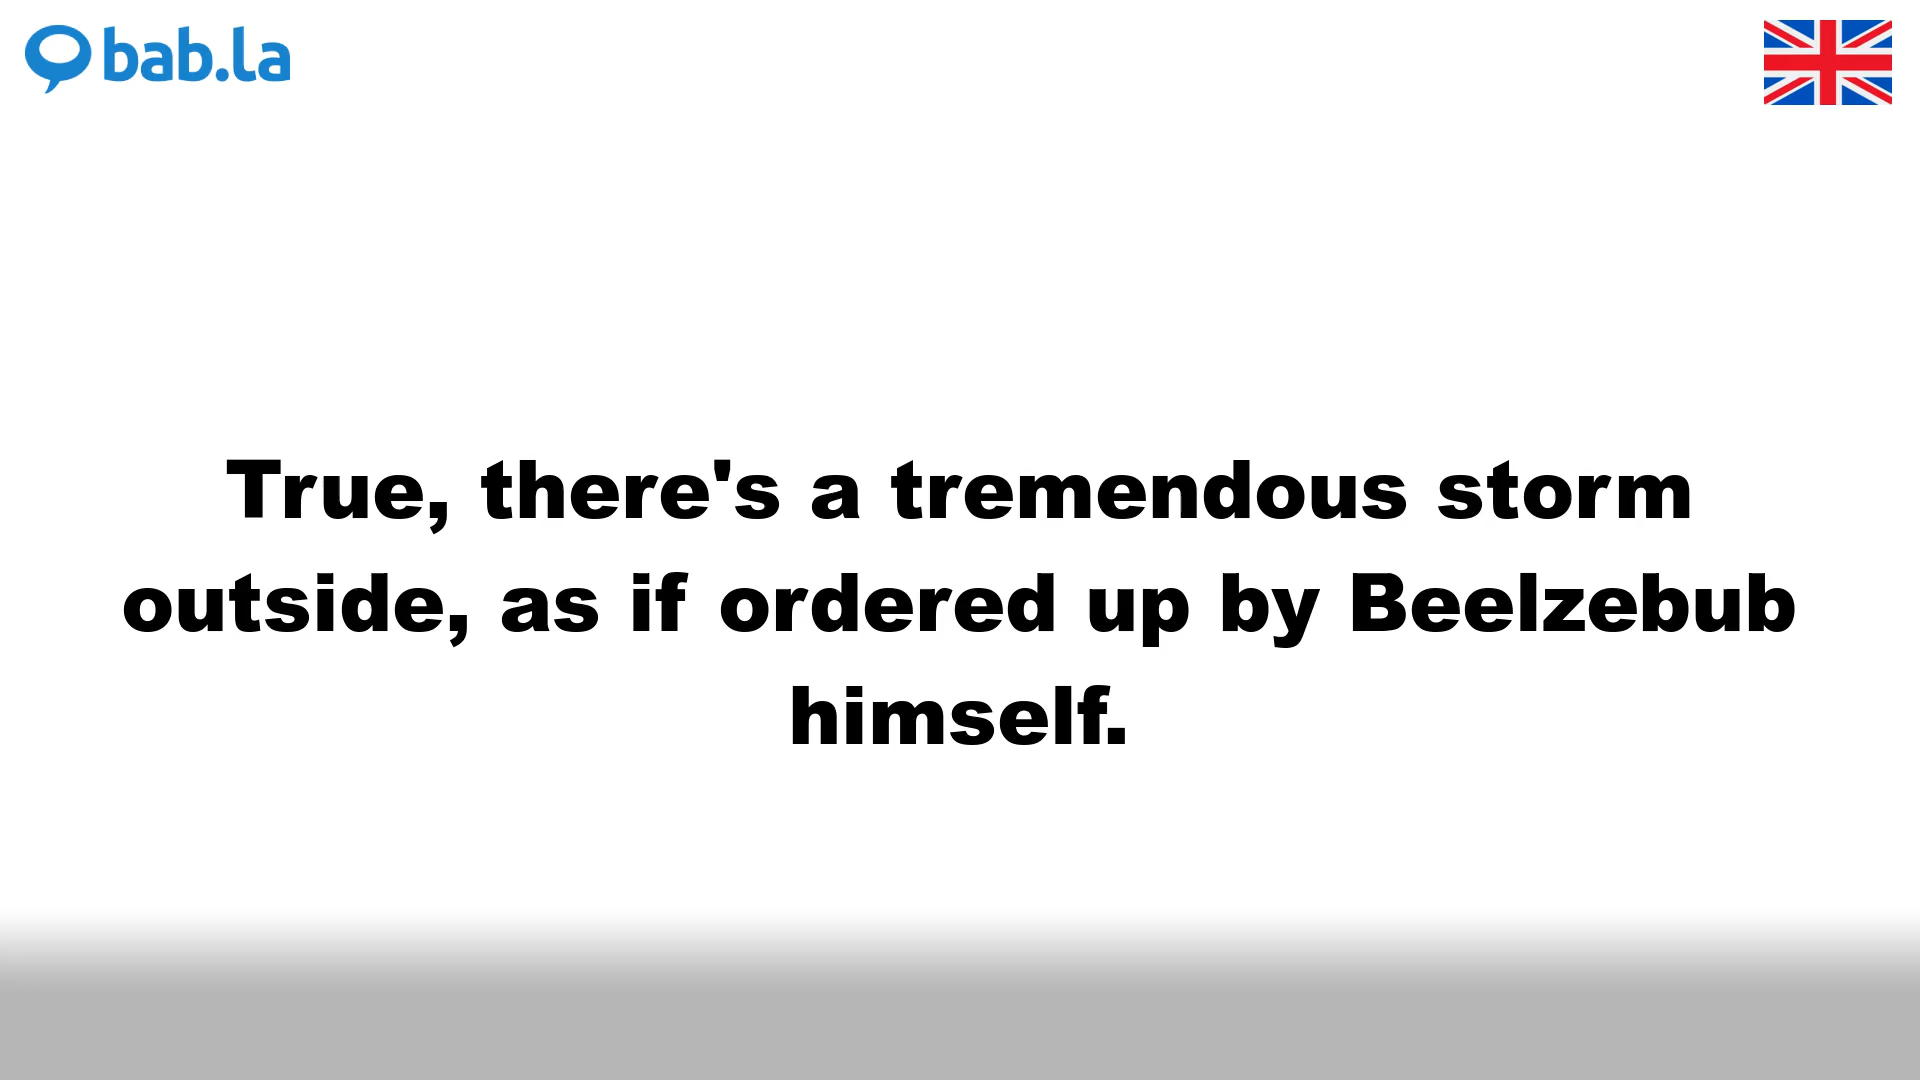 bab.la
True, there's a tremendous storm
outside, as if ordered up by Beelzebub
himself.